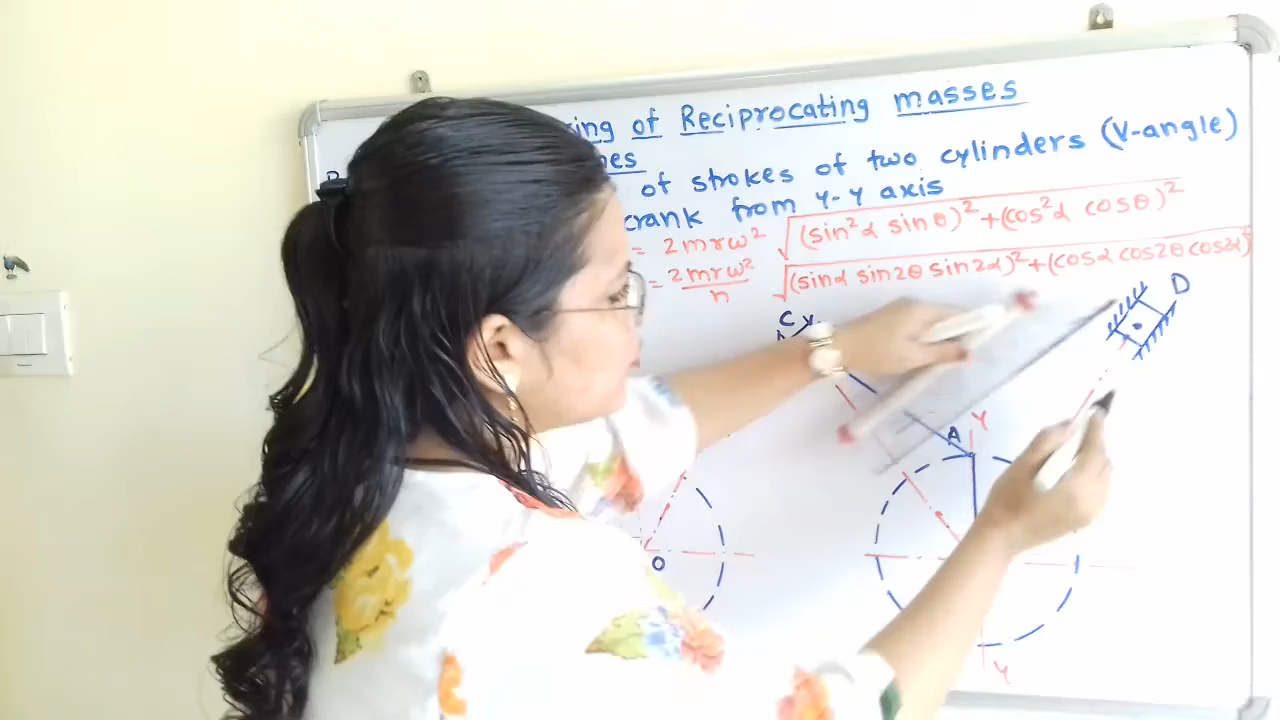 of Reciprocating masses
of strokes of two cylinders (V-angle)
crank from Y-Y axis
= 2mrω² √(sin²α sinθ)²+(cos²α cosθ)²
= 2mrω²/n √(sinα sin2θ sin2α)²+(cosα cos2θ cos2α)²
D
C
Y
A
O
Y